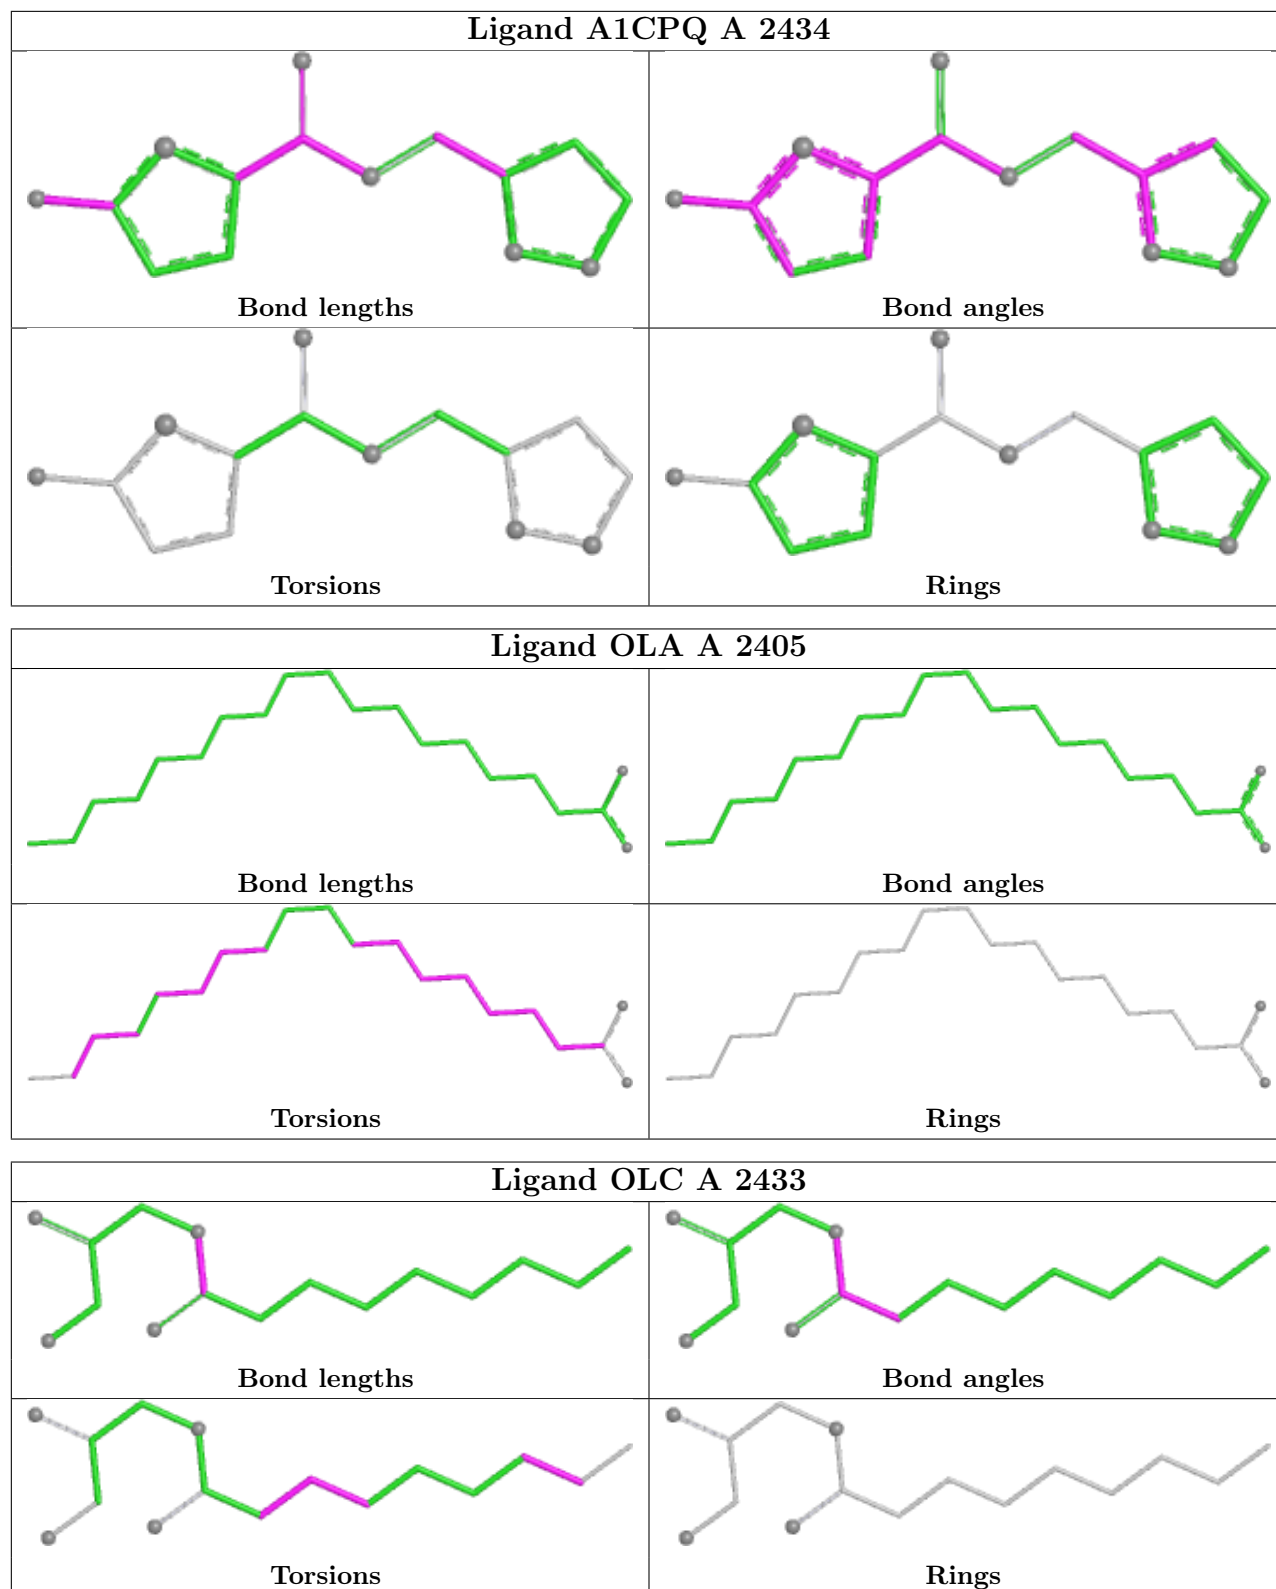 Ligand A1CPQ A 2434
Bond lengths
Bond angles
Torsions
Rings
Ligand OLA A 2405
Bond lengths
Bond angles
Torsions
Rings
Ligand OLC A 2433
Bond lengths
Bond angles
Torsions
Rings